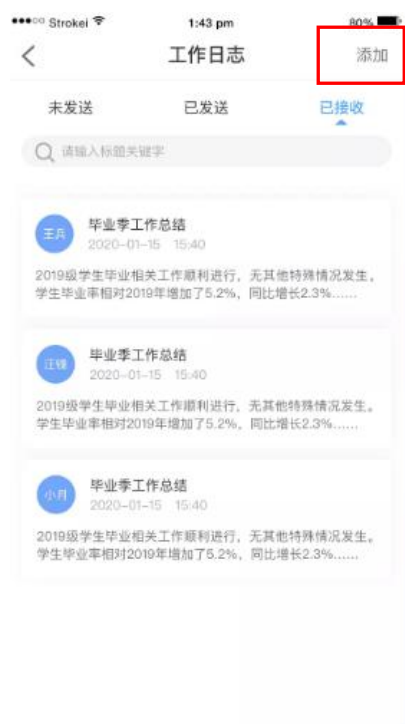 Strokei
1:43 pm
80%
工作日志
添加
未发送
已发送
已接收
请输入标题关键字
王兵
毕业季工作总结
2020-01-15 15:40
2019级学生毕业相关工作顺利进行，无其他特殊情况发生。
学生毕业率相对2019年增加了5.2%，同比增长2.3%……
汪锋
毕业季工作总结
2020-01-15 15:40
2019级学生毕业相关工作顺利进行，无其他特殊情况发生。
学生毕业率相对2019年增加了5.2%，同比增长2.3%……
小月
毕业季工作总结
2020-01-15 15:40
2019级学生毕业相关工作顺利进行，无其他特殊情况发生。
学生毕业率相对2019年增加了5.2%，同比增长2.3%……